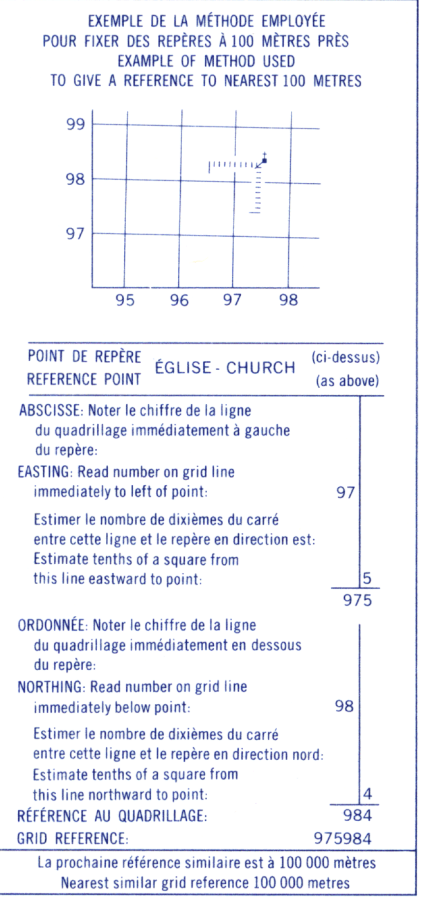 EXEMPLE DE LA MÉTHODE EMPLOYÉE
POUR FIXER DES REPÈRES À 100 MÈTRES PRÈS
EXAMPLE OF METHOD USED
TO GIVE A REFERENCE TO NEAREST 100 METRES
99
98
97
95 96 97 98
POINT DE REPÈRE
REFERENCE POINT
ÉGLISE - CHURCH
(ci-dessus)
(as above)
ABSCISSE: Noter le chiffre de la ligne
du quadrillage immédiatement à gauche
du repère:
EASTING: Read number on grid line
immediately to left of point: 97
Estimer le nombre de dixièmes du carré
entre cette ligne et le repère en direction est:
Estimate tenths of a square from
this line eastward to point: 5
975
ORDONNÉE: Noter le chiffre de la ligne
du quadrillage immédiatement en dessous
du repère:
NORTHING: Read number on grid line
immediately below point: 98
Estimer le nombre de dixièmes du carré
entre cette ligne et le repère en direction nord:
Estimate tenths of a square from
this line northward to point: 4
RÉFÉRENCE AU QUADRILLAGE: 984
GRID REFERENCE: 975984
La prochaine référence similaire est à 100 000 mètres
Nearest similar grid reference 100 000 metres